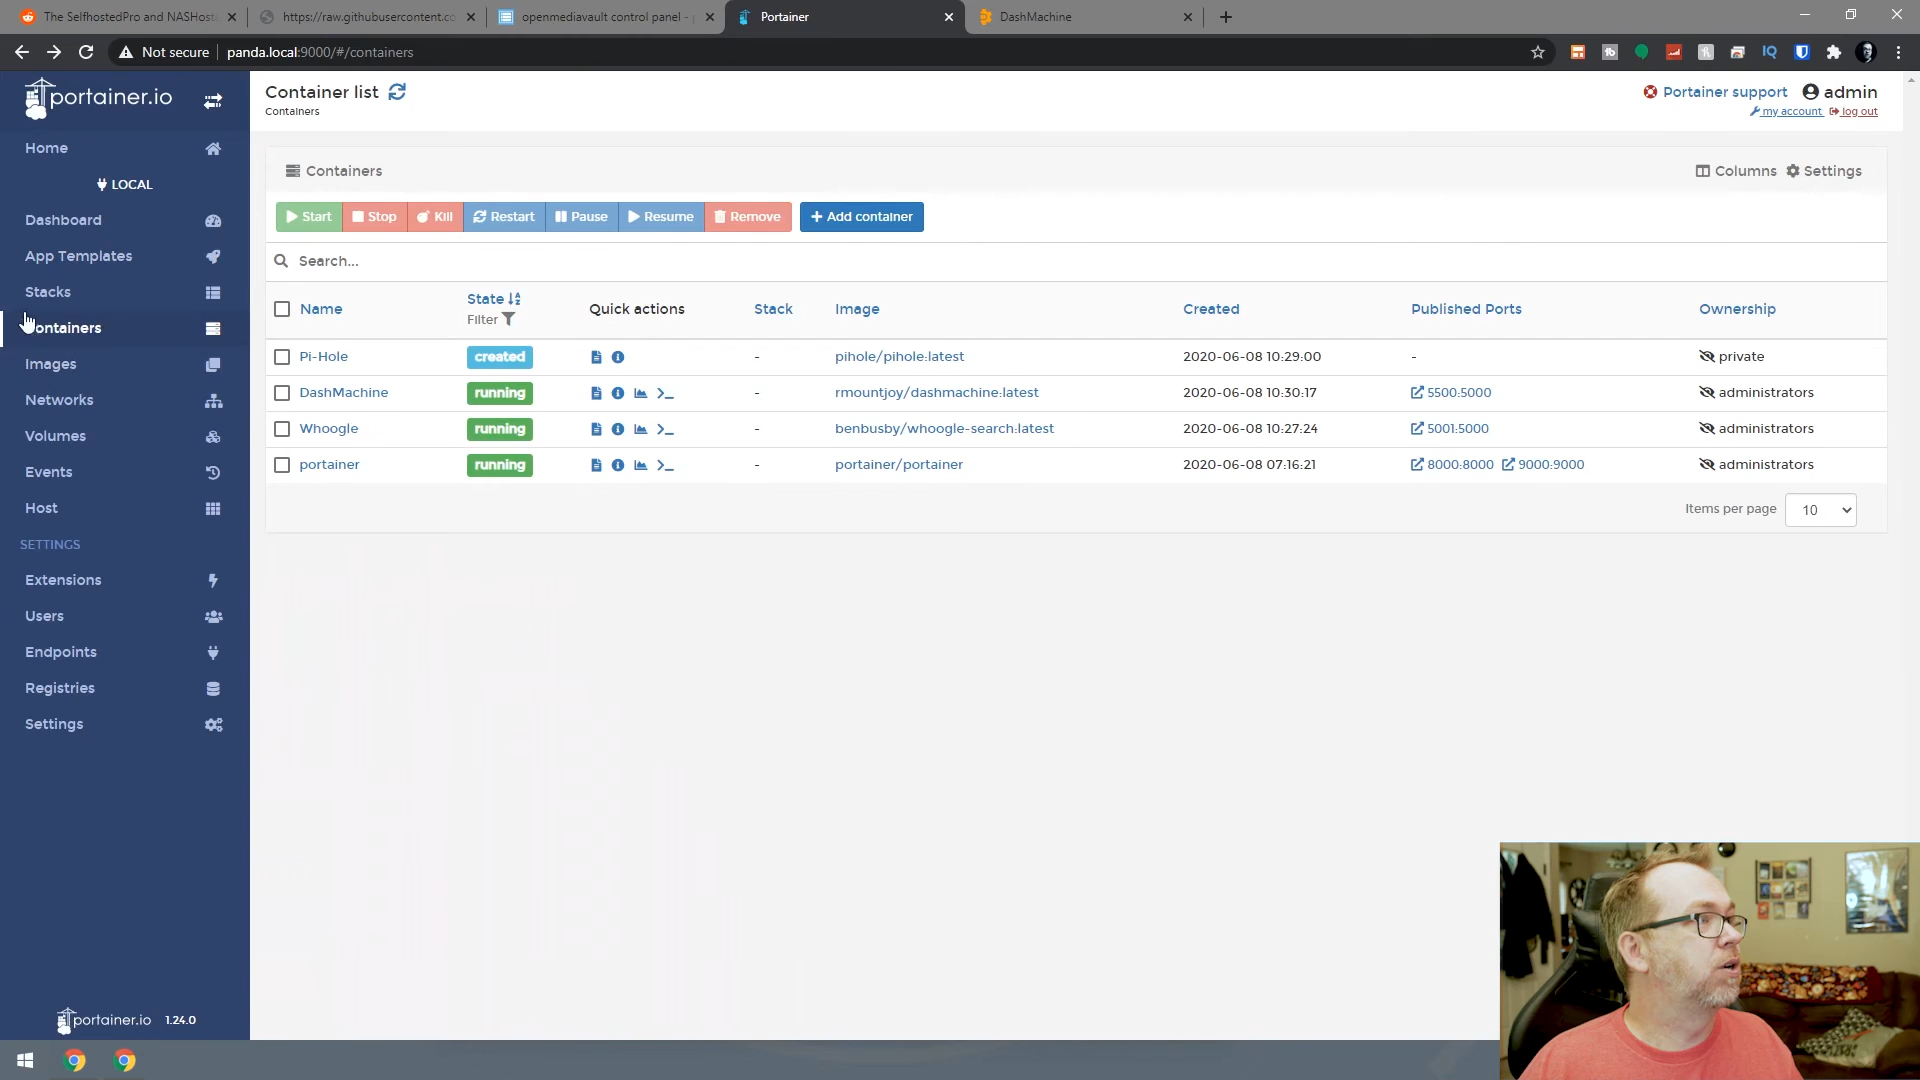 The SelfhostedPro and NASHost
https://raw.githubusercontent.co
openmediavault control panel -
Portainer
DashMachine
Not secure
panda.local:9000/#/containers
portainer.io
Container list
Containers
Portainer support
admin
my account
log out
Home
LOCAL
Dashboard
App Templates
Stacks
Containers
Images
Networks
Volumes
Events
Host
SETTINGS
Extensions
Users
Endpoints
Registries
Settings
portainer.io 1.24.0
Containers
Columns
Settings
Start Stop Kill Restart Pause Resume Remove + Add container
Search...
Name State Quick actions Stack Image Created Published Ports Ownership
Filter
Pi-Hole created - pihole/pihole:latest 2020-06-08 10:29:00 - private
DashMachine running - rmountjoy/dashmachine:latest 2020-06-08 10:30:17 5500:5000 administrators
Whoogle running - benbusby/whoogle-search:latest 2020-06-08 10:27:24 5001:5000 administrators
portainer running - portainer/portainer 2020-06-08 07:16:21 8000:8000 9000:9000 administrators
Items per page 10